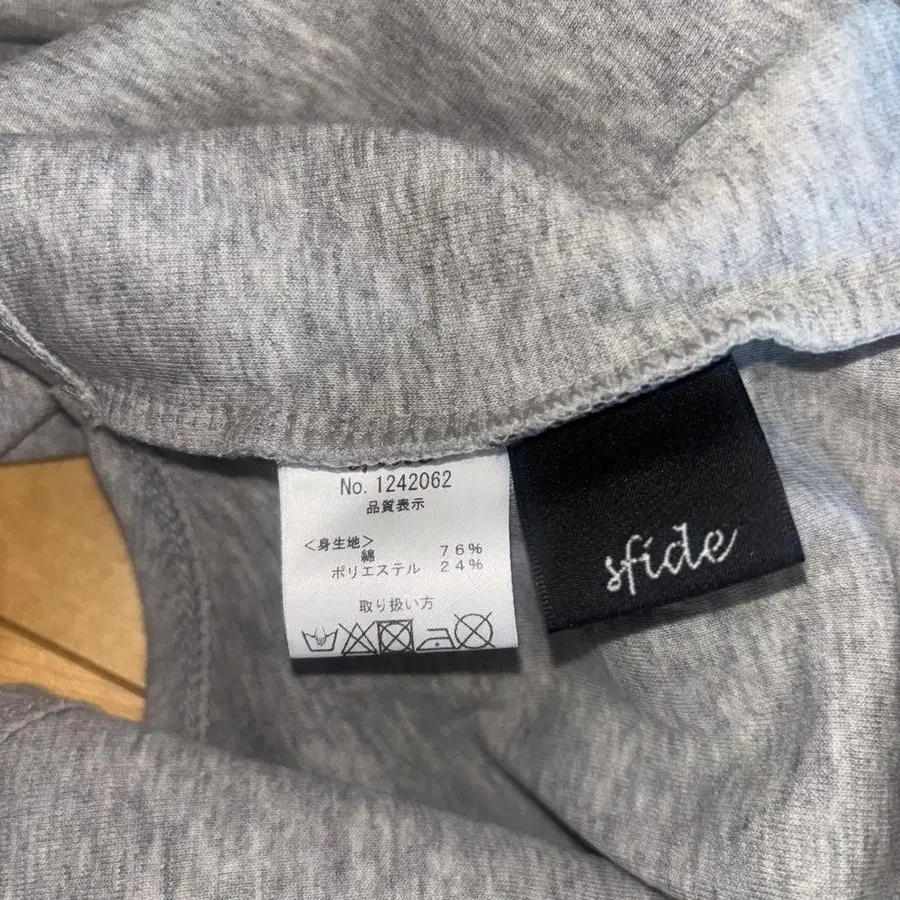 No. 1242062
品質表示
<身生地>
綿 76%
ポリエステル 24%
取り扱い方
sfide